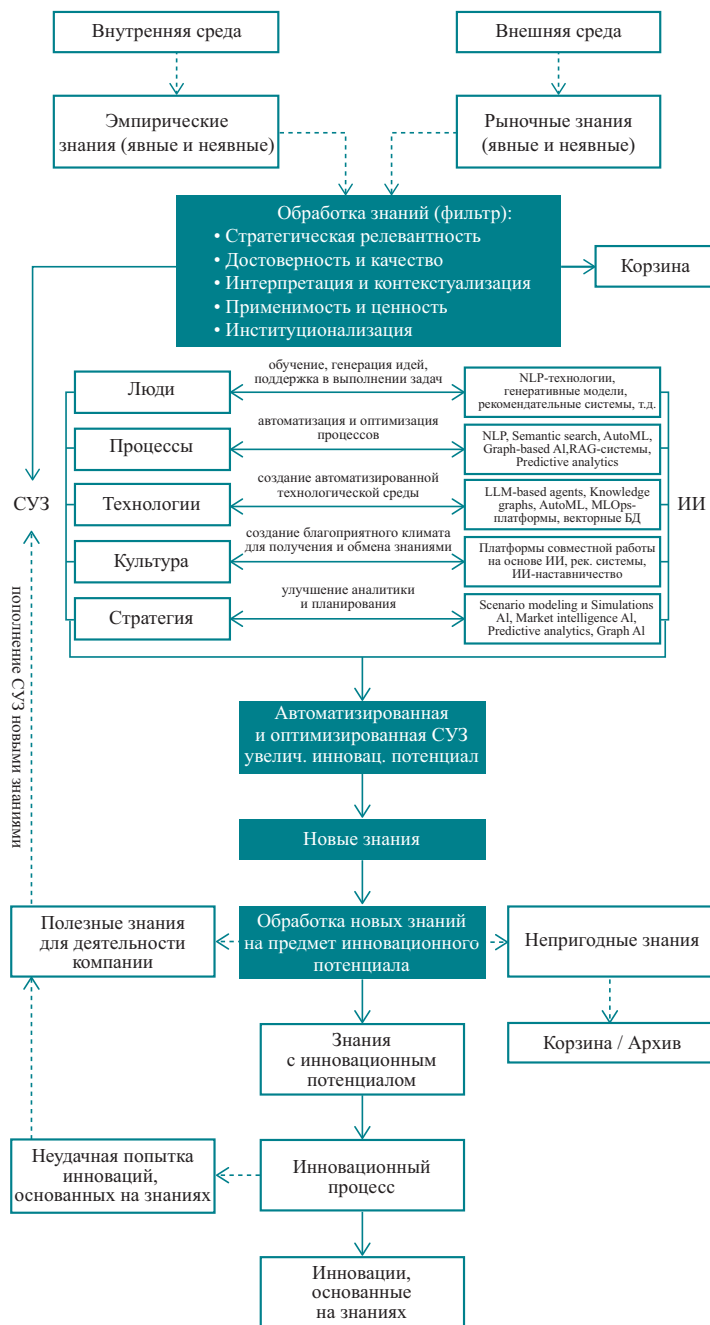 Внутренняя среда
Внешняя среда
Эмпирические
знания (явные и неявные)
Рыночные знания
(явные и неявные)
Обработка знаний (фильтр):
• Стратегическая релевантность
• Достоверность и качество
• Интерпретация и контекстуализация
• Применимость и ценность
• Институционализация
Корзина
Люди
обучение, генерация идей,
поддержка в выполнении задач
NLP-технологии,
генеративные модели,
рекомендательные системы, т.д.
Процессы
автоматизация и оптимизация
процессов
NLP, Semantic search, AutoML,
Graph-based Al,RAG-системы,
Predictive analytics
СУЗ
Технологии
создание автоматизированной
технологической среды
LLM-based agents, Knowledge
graphs, AutoML, MLOps-
платформы, векторные БД
ИИ
Культура
создание благоприятного климата
для получения и обмена знаниями
Платформы совместной работы
на основе ИИ, рек. системы,
ИИ-наставничество
Стратегия
улучшение аналитики
и планирования
Scenario modeling и Simulations
Al, Market intelligence Al,
Predictive analytics, Graph Al
пополнение СУЗ новыми знаниями
Автоматизированная
и оптимизированная СУЗ
увелич. инновац. потенциал
Новые знания
Полезные знания
для деятельности
компании
Обработка новых знаний
на предмет инновационного
потенциала
Непригодные знания
Знания
с инновационным
потенциалом
Корзина / Архив
Неудачная попытка
инноваций,
основанных на знаниях
Инновационный
процесс
Инновации,
основанные
на знаниях